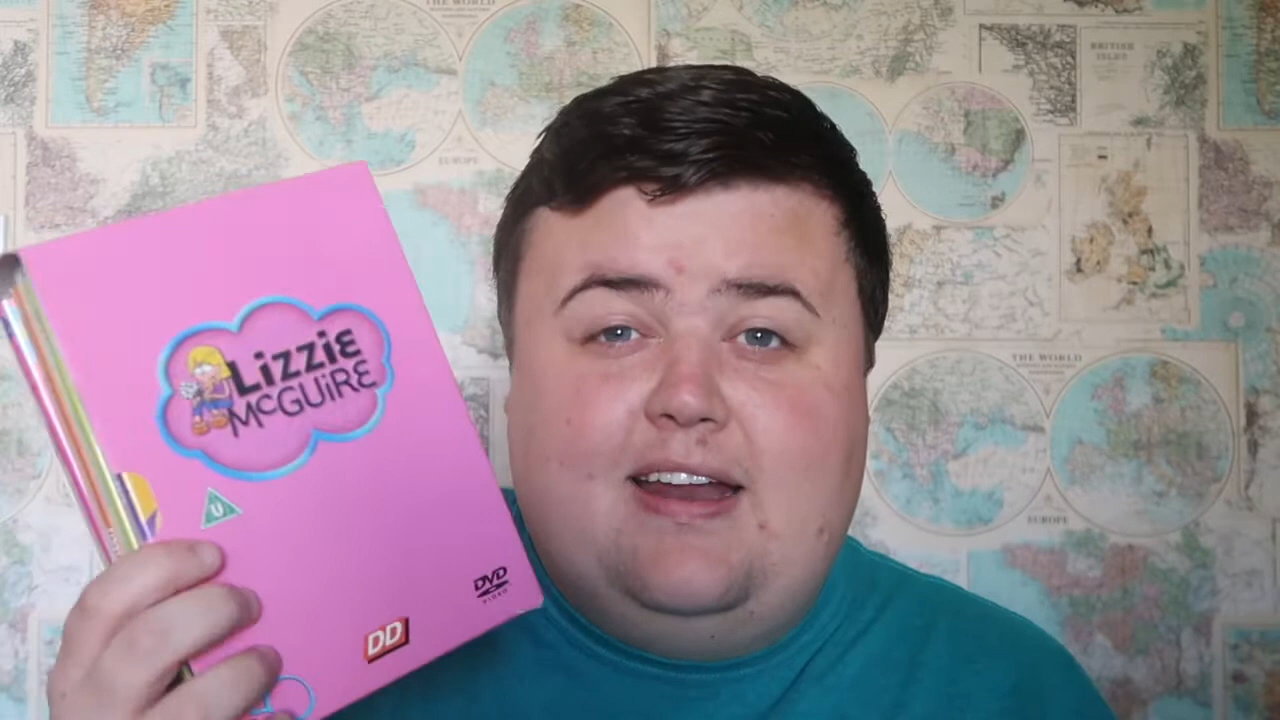 THE WORLD
BRITISH
ISLES
EUROPE
Lizzie
McGUiRE
U
DVD
VIDEO
DD
THE WORLD
EUROPE